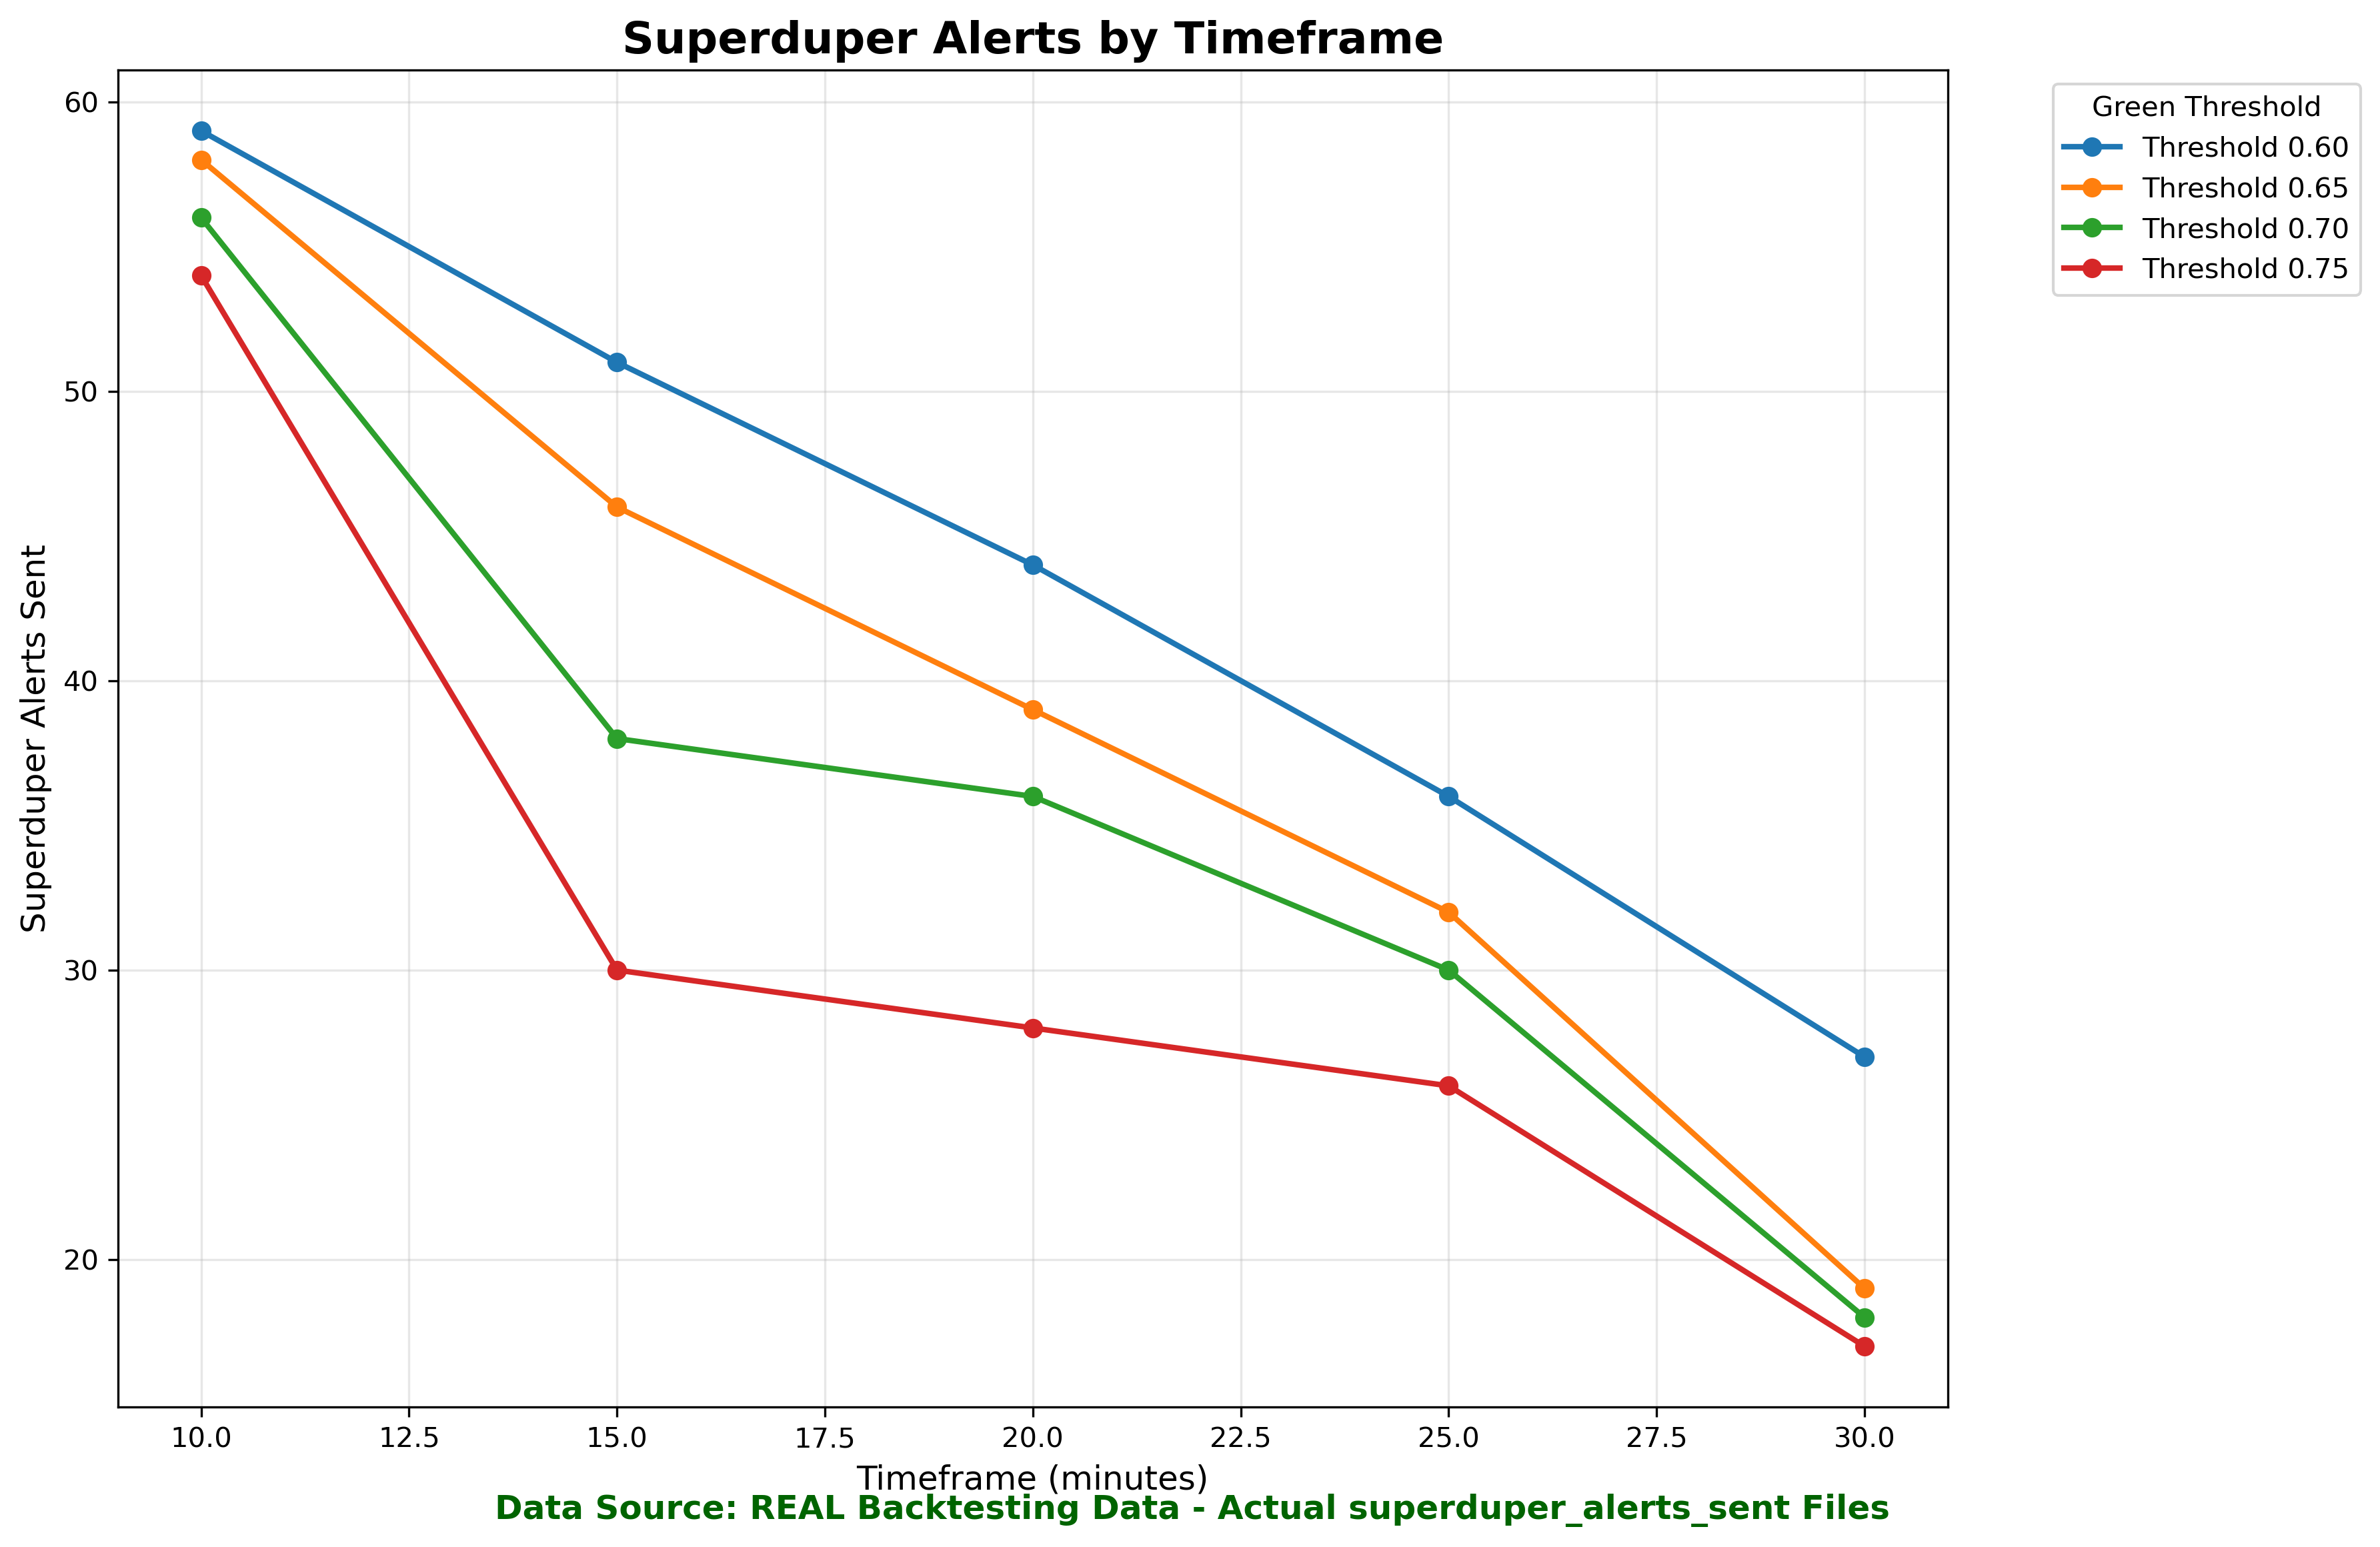 Superduper Alerts by Timeframe
60
50
40
30
20
Superduper Alerts Sent
10.0 12.5 15.0 17.5 20.0 22.5 25.0 27.5 30.0
Timeframe (minutes)
Data Source: REAL Backtesting Data - Actual superduper_alerts_sent Files
Green Threshold
Threshold 0.60
Threshold 0.65
Threshold 0.70
Threshold 0.75